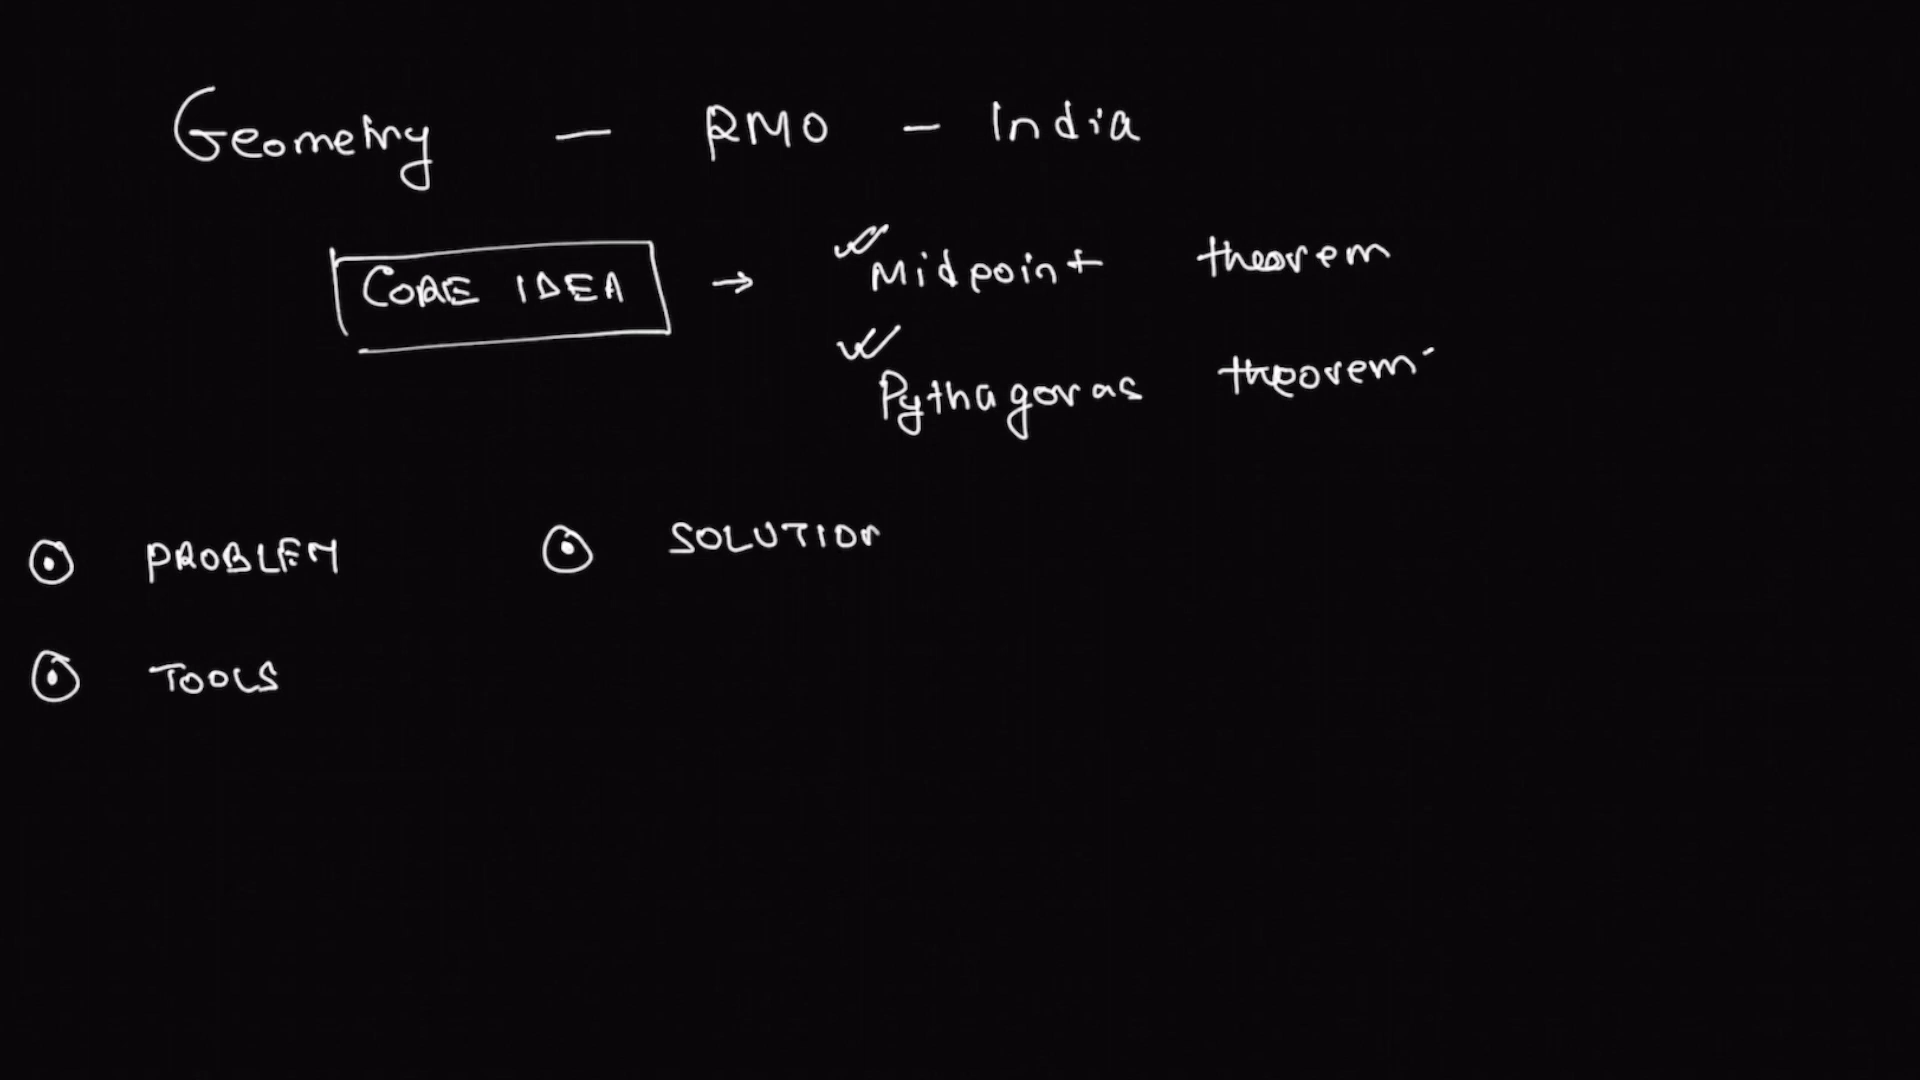 Geometry - RMO - India
CORE IDEA → Midpoint theorem
Pythagoras theorem
PROBLEM SOLUTION
TOOLS